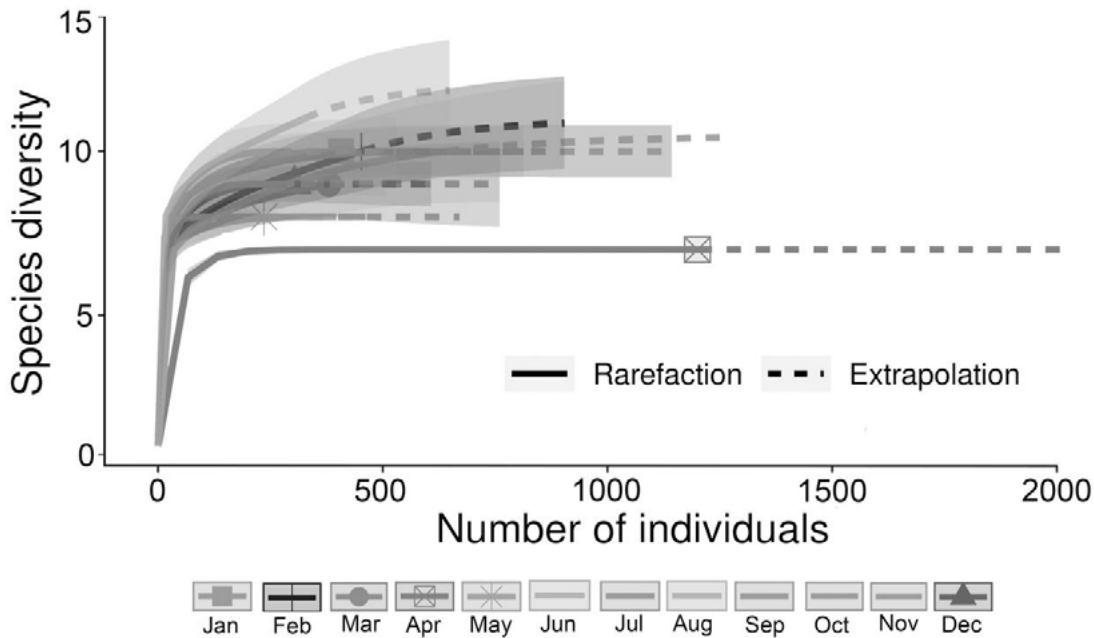 15
10
5
0
Species diversity
Rarefaction Extrapolation
0 500 1000 1500 2000
Number of individuals
Jan Feb Mar Apr May Jun Jul Aug Sep Oct Nov Dec